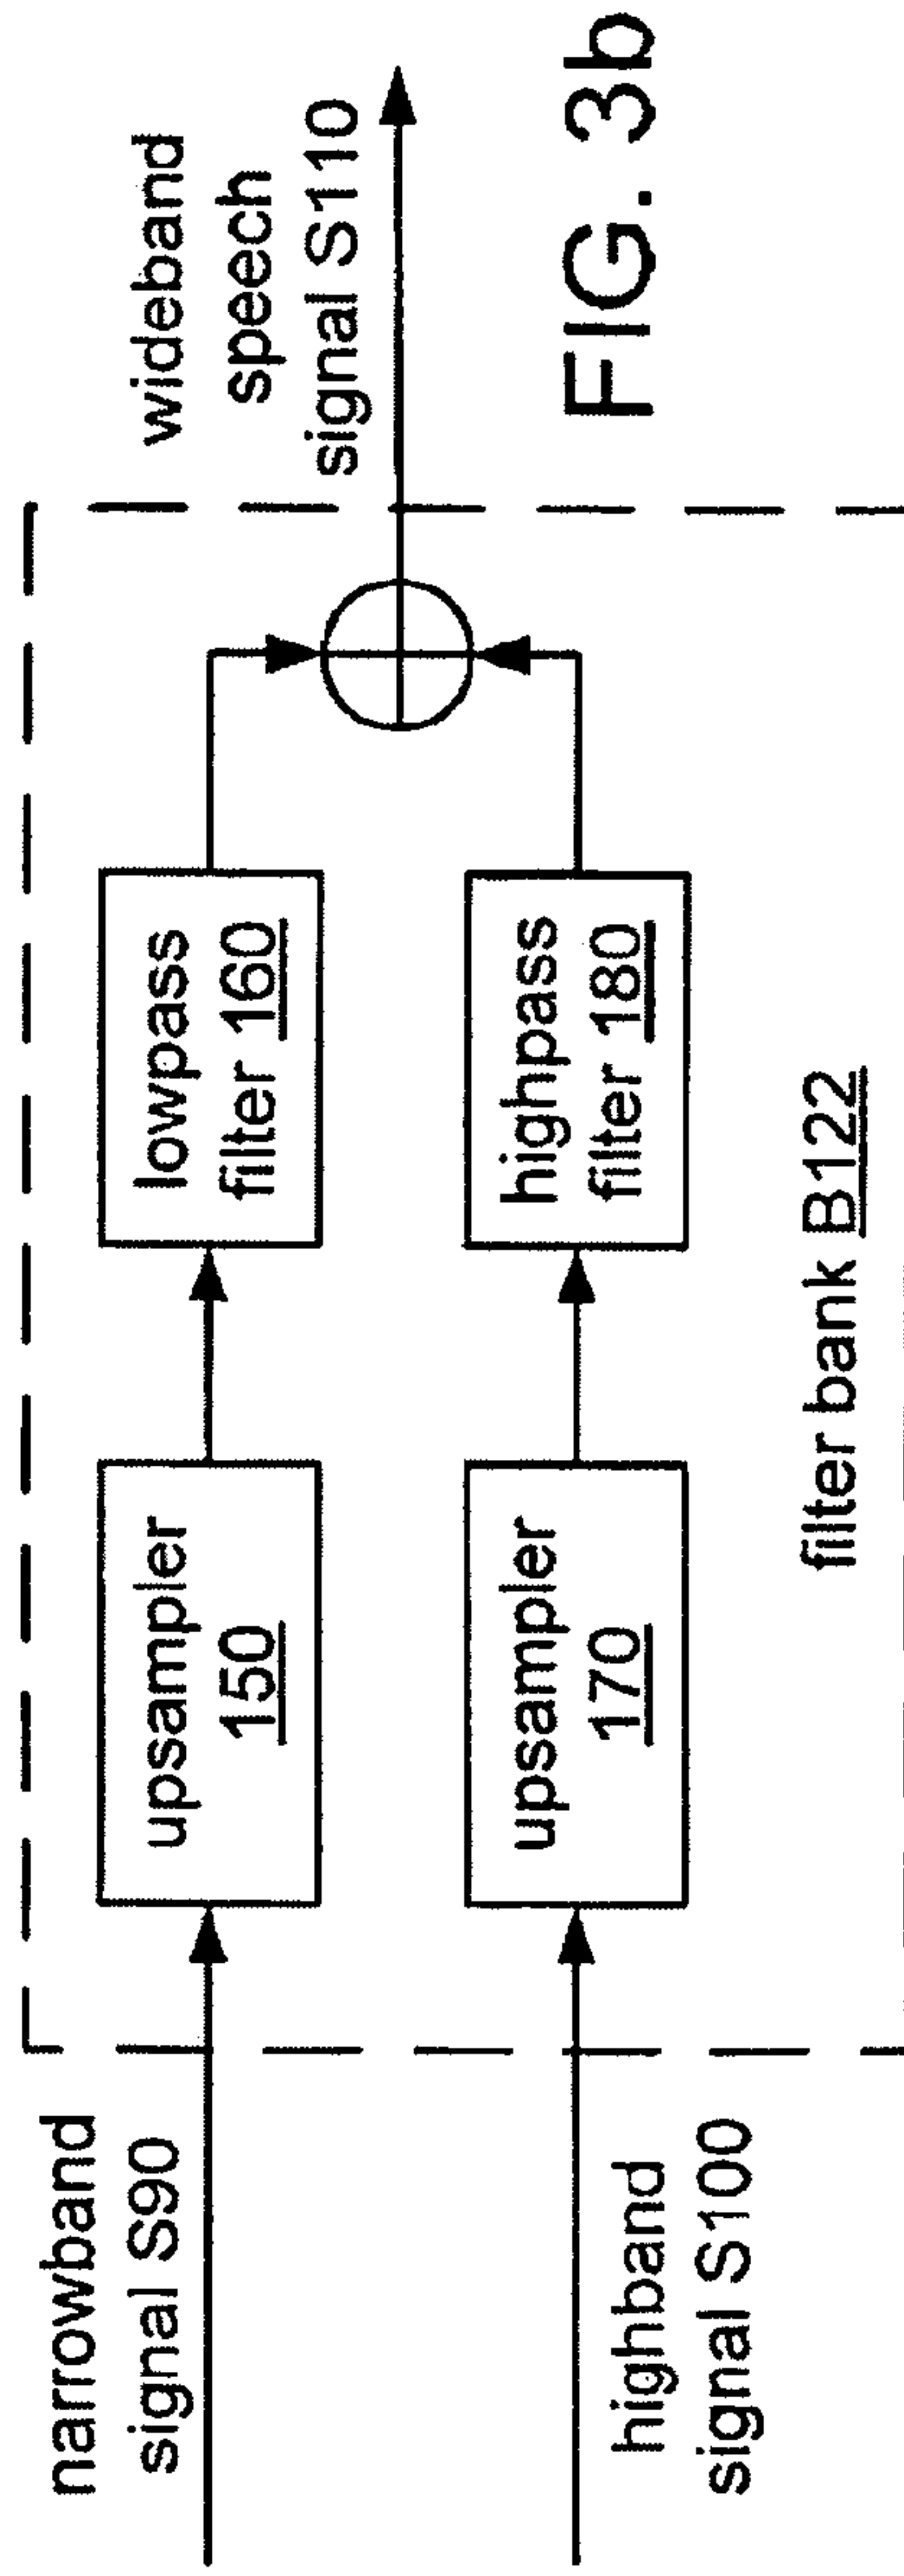 narrowband
signal S90
upsampler
150
lowpass
filter 160
wideband
speech
signal S110
highband
signal S100
upsampler
170
highpass
filter 180
filter bank B122
FIG. 3b